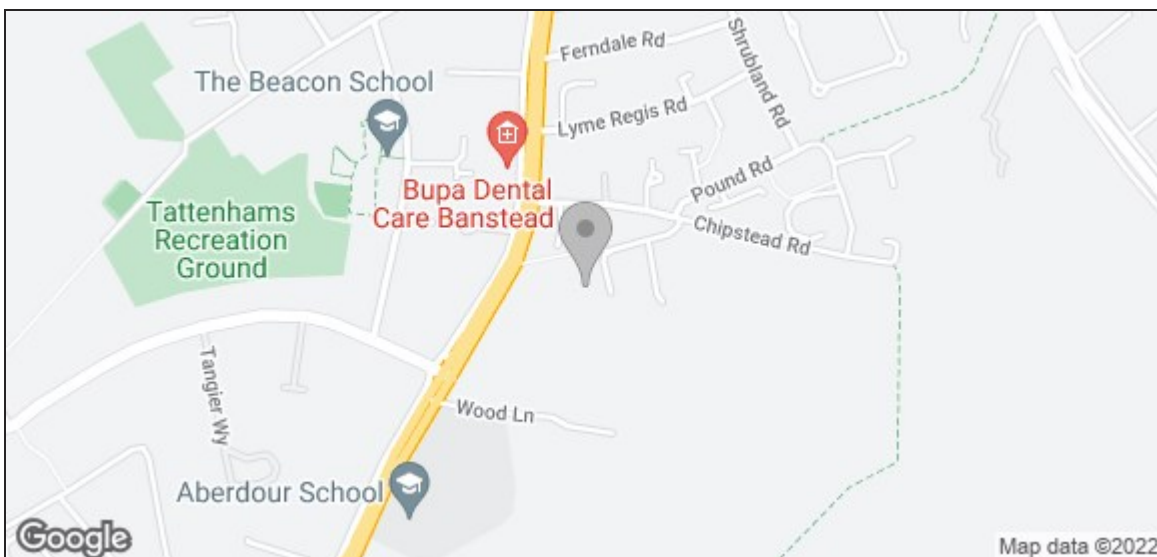 Ferndale Rd
Shrubland Rd
The Beacon School
Lyme Regis Rd
Bupa Dental
Care Banstead
Pound Rd
Tattenhams
Recreation
Ground
Chipstead Rd
Tangier Wy
Wood Ln
Aberdour School
Google
Map data ©2022